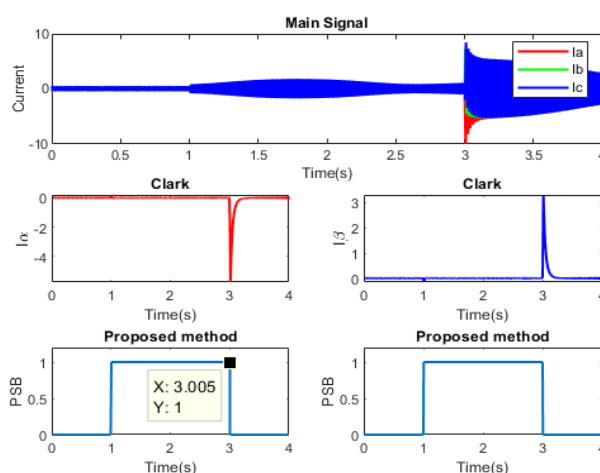 Main Signal
10
0
-10
Current
0 0.5 1 1.5 2 2.5 3 3.5 4
Time(s)
Ia
Ib
Ic
Clark
0
-2
-4
Iα
0 1 2 3 4
Time(s)
Clark
3
2
1
0
Iβ
0 1 2 3 4
Time(s)
Proposed method
1
0.5
0
PSB
X: 3.005
Y: 1
0 1 2 3 4
Time(s)
Proposed method
1
0.5
0
PSB
0 1 2 3 4
Time(s)